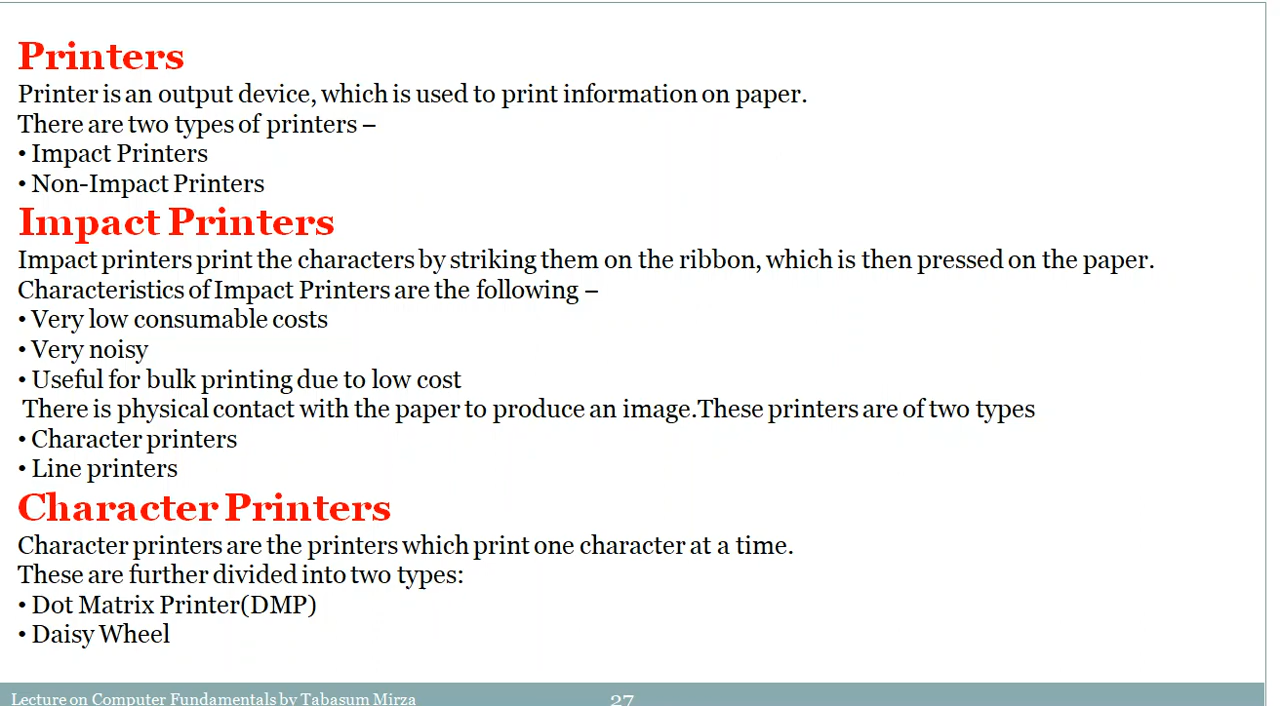 Printers
Printer is an output device, which is used to print information on paper.
There are two types of printers –
• Impact Printers
• Non-Impact Printers
Impact Printers
Impact printers print the characters by striking them on the ribbon, which is then pressed on the paper.
Characteristics of Impact Printers are the following –
• Very low consumable costs
• Very noisy
• Useful for bulk printing due to low cost
There is physical contact with the paper to produce an image.These printers are of two types
• Character printers
• Line printers
Character Printers
Character printers are the printers which print one character at a time.
These are further divided into two types:
• Dot Matrix Printer(DMP)
• Daisy Wheel
Lecture on Computer Fundamentals by Tabasum Mirza 27